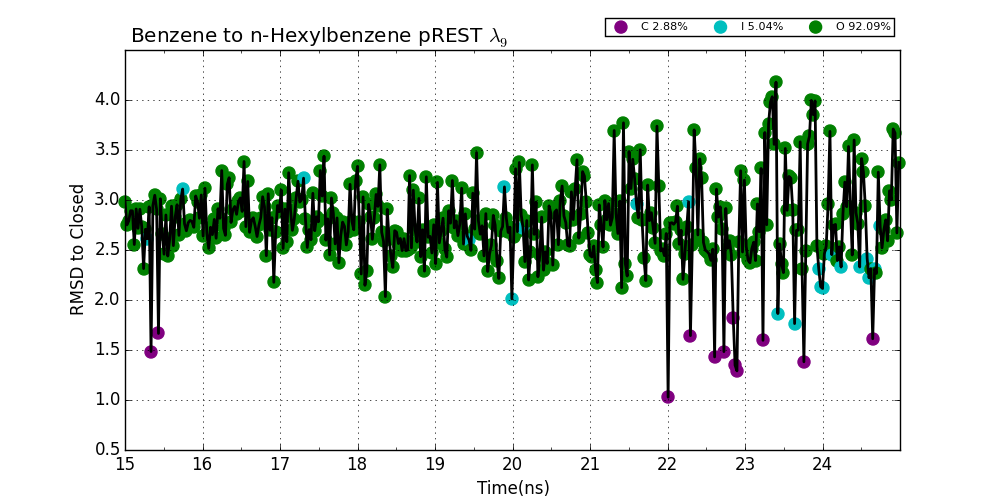 Benzene to n-Hexylbenzene pREST λ9
C 2.88% I 5.04% O 92.09%
RMSD to Closed
4.0
3.5
3.0
2.5
2.0
1.5
1.0
0.5
15 16 17 18 19 20 21 22 23 24
Time(ns)